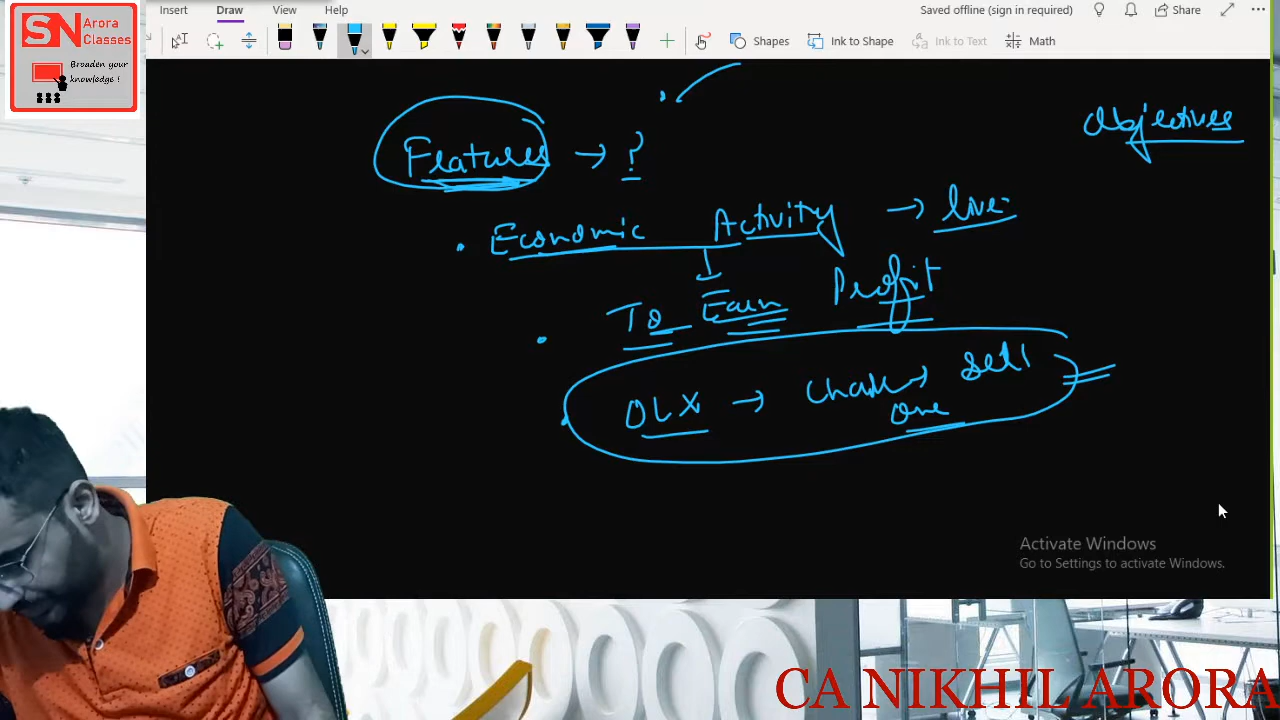 SN Arora Classes
Broaden your knowledge !
Insert Draw View Help
Saved offline (sign in required) Share
Shapes Ink to Shape Ink to Text Math
Objectives
Features → ?
Economic Activity → love
To Earn Profit
OLX → Chair → Sell
one
Activate Windows
Go to Settings to activate Windows.
CA NIKHIL ARORA